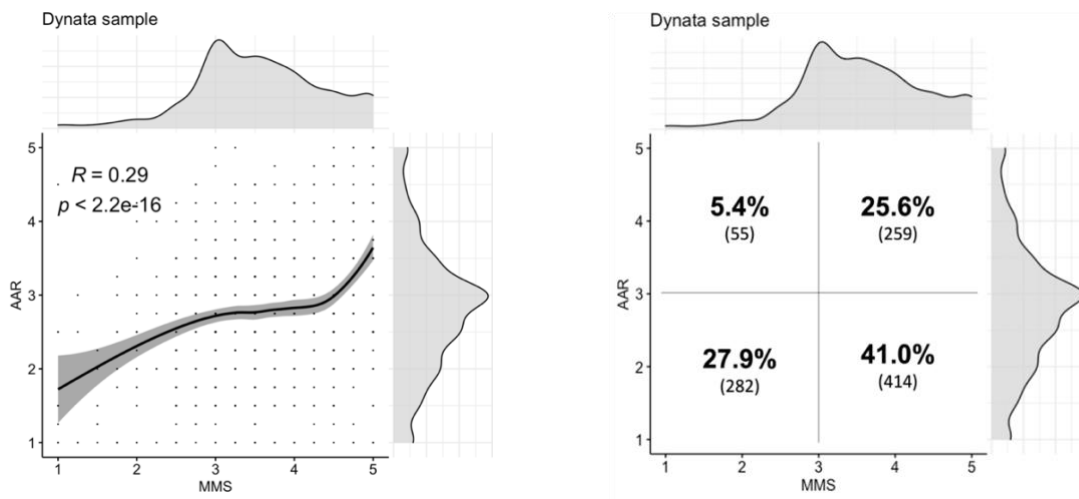 Dynata sample
5
4
3
2
1
AAR
R = 0.29
p < 2.2e-16
1 2 3 4 5
MMS
Dynata sample
5
4
3
2
1
AAR
5.4%
(55)
25.6%
(259)
27.9%
(282)
41.0%
(414)
1 2 3 4 5
MMS